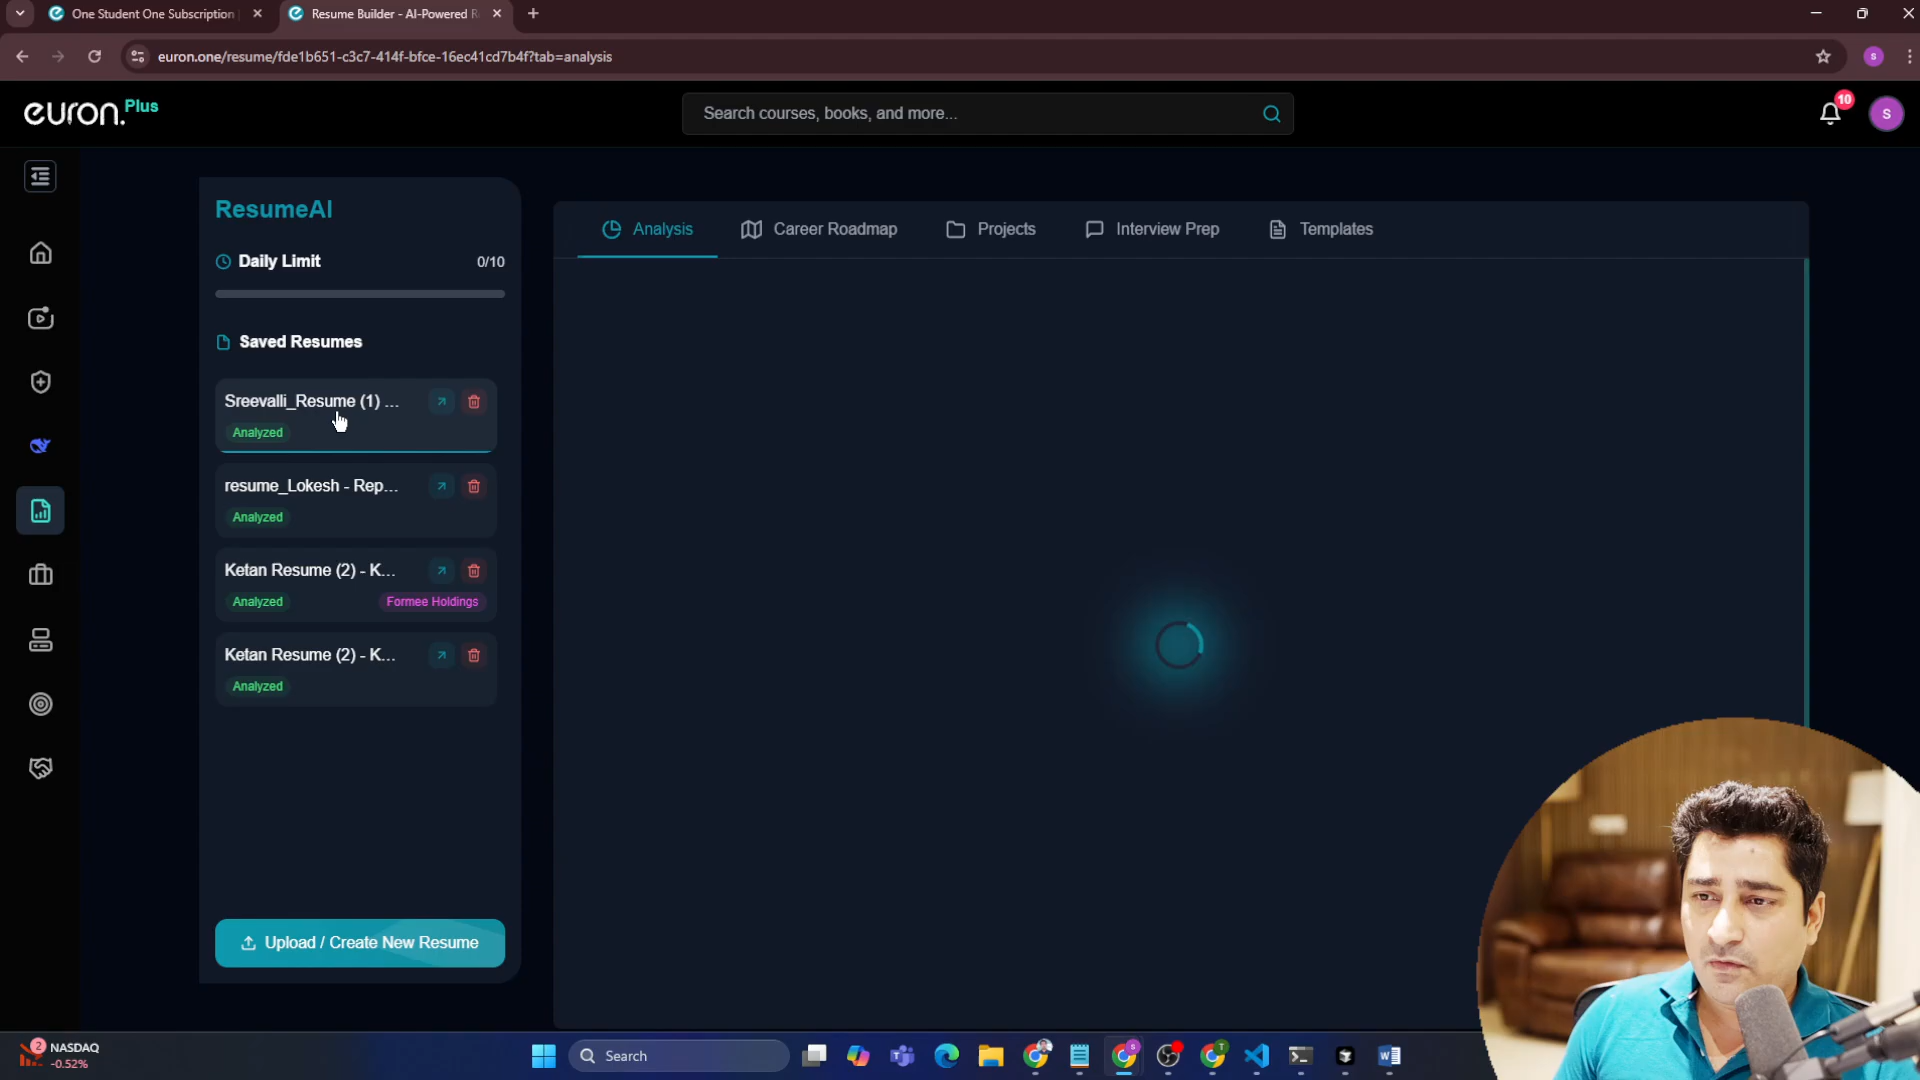 One Student One Subscription
Resume Builder - AI-Powered R
euron.one/resume/fde1b651-c3c7-414f-bfce-16ec41cd7b4f?tab=analysis
S
euron.Plus
Search courses, books, and more...
10
S
ResumeAI
Daily Limit
0/10
Saved Resumes
Sreevalli_Resume (1) ...
Analyzed
resume_Lokesh - Rep...
Analyzed
Ketan Resume (2) - K...
Analyzed
Formee Holdings
Ketan Resume (2) - K...
Analyzed
Upload / Create New Resume
Analysis
Career Roadmap
Projects
Interview Prep
Templates
2
NASDAQ
-0.52%
Search